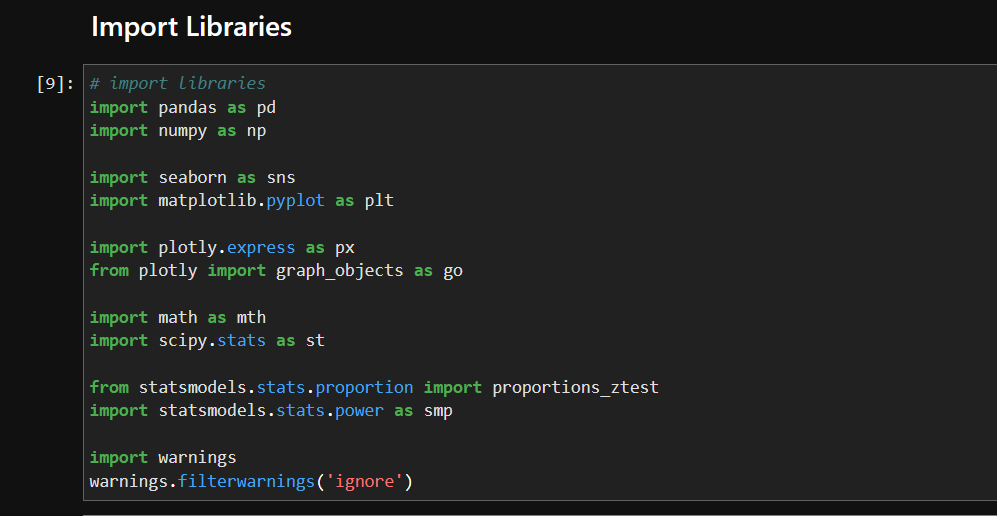 Import Libraries
[9]:
# import libraries
import pandas as pd
import numpy as np
import seaborn as sns
import matplotlib.pyplot as plt
import plotly.express as px
from plotly import graph_objects as go
import math as mth
import scipy.stats as st
from statsmodels.stats.proportion import proportions_ztest
import statsmodels.stats.power as smp
import warnings
warnings.filterwarnings('ignore')